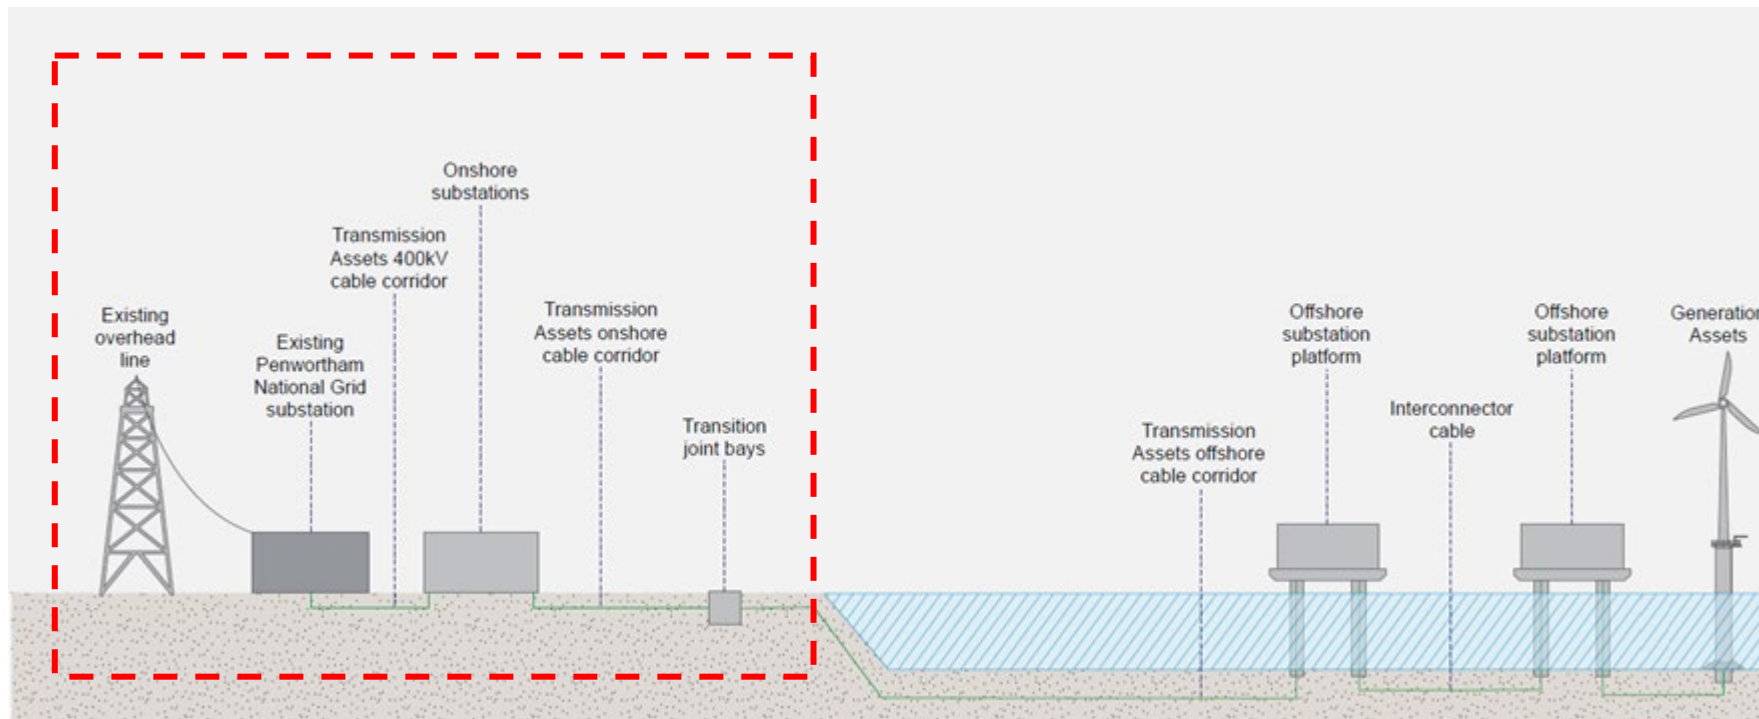 Onshore
substations
Transmission
Assets 400kV
cable corridor
Existing
overhead
line
Existing
Penwortham
National Grid
substation
Transmission
Assets onshore
cable corridor
Transition
joint bays
Transmission
Assets offshore
cable corridor
Offshore
substation
platform
Interconnector
cable
Offshore
substation
platform
Generation
Assets